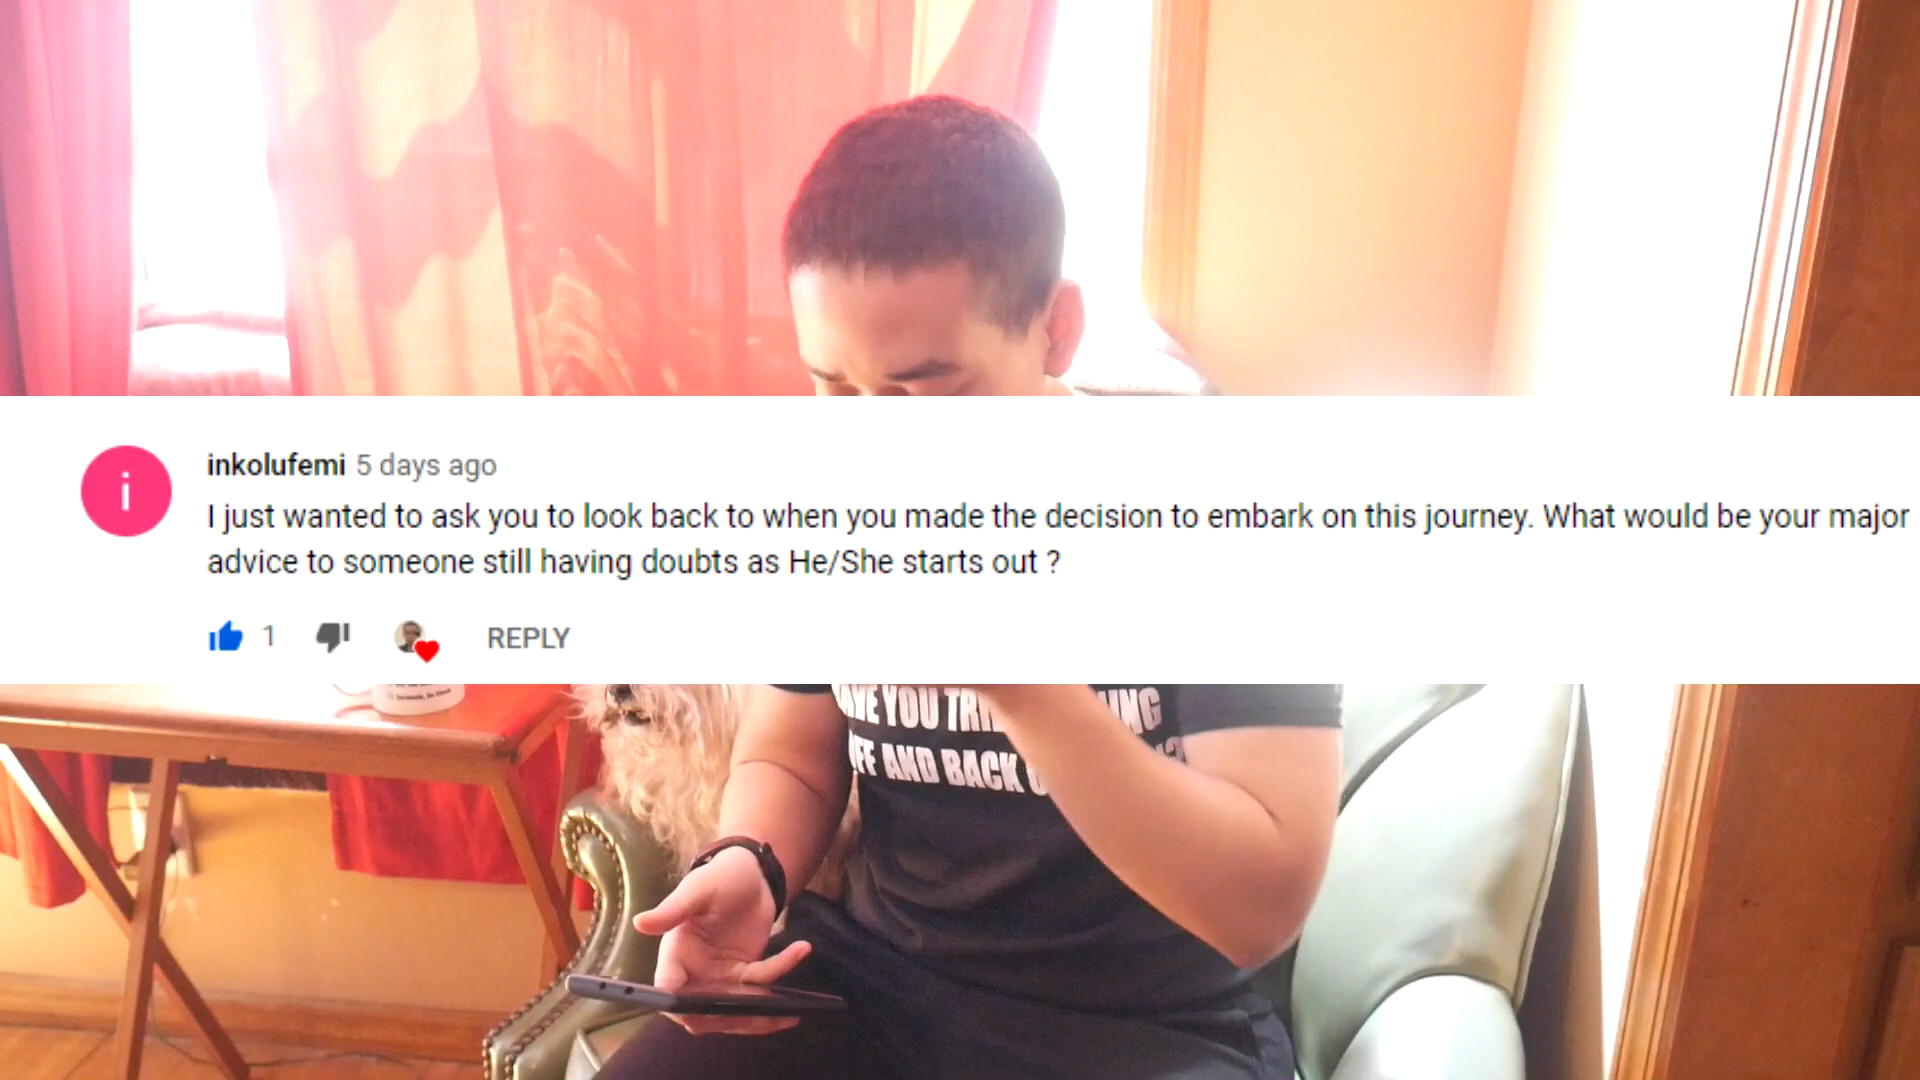 i
inkolufemi 5 days ago
I just wanted to ask you to look back to when you made the decision to embark on this journey. What would be your major
advice to someone still having doubts as He/She starts out ?
1
REPLY
YOU
AND BACK